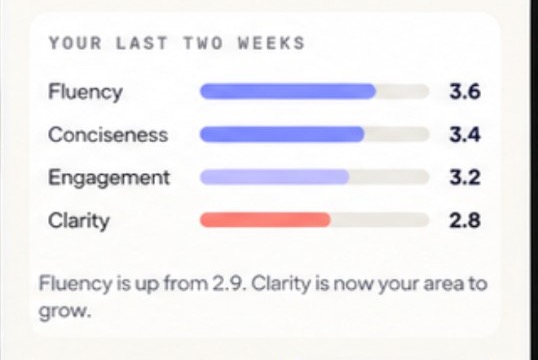 YOUR LAST TWO WEEKS
Fluency 3.6
Conciseness 3.4
Engagement 3.2
Clarity 2.8
Fluency is up from 2.9. Clarity is now your area to
grow.